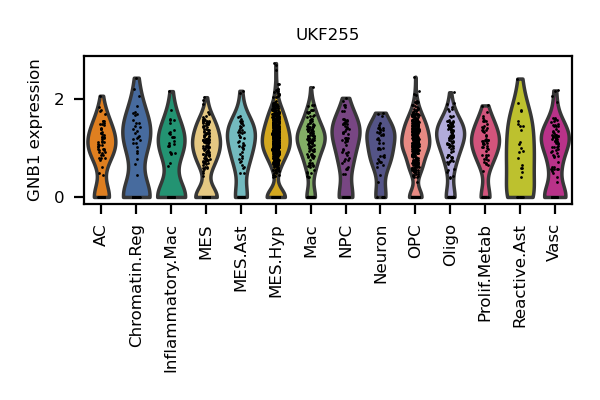 UKF255
GNB1 expression
2
0
AC
Chromatin.Reg
Inflammatory.Mac
MES
MES.Ast
MES.Hyp
Mac
NPC
Neuron
OPC
Oligo
Prolif.Metab
Reactive.Ast
Vasc